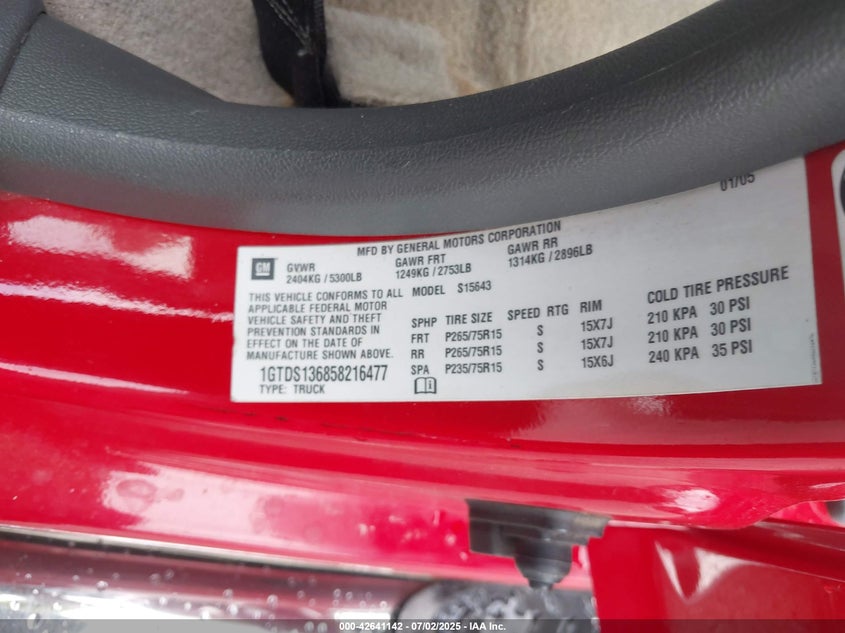 01/05
MFD BY GENERAL MOTORS CORPORATION
GM
GVWR
2404KG / 5300LB
GAWR FRT
1249KG / 2753LB
GAWR RR
1314KG / 2896LB
THIS VEHICLE CONFORMS TO ALL
APPLICABLE FEDERAL MOTOR
VEHICLE SAFETY AND THEFT
PREVENTION STANDARDS IN
EFFECT ON THE DATE OF
MANUFACTURE SHOWN ABOVE.
1GTDS136858216477
TYPE: TRUCK
MODEL S15643
SPHP TIRE SIZE SPEED RTG RIM COLD TIRE PRESSURE
FRT P265/75R15 S 15X7J 210 KPA 30 PSI
RR P265/75R15 S 15X7J 210 KPA 30 PSI
SPA P235/75R15 S 15X6J 240 KPA 35 PSI
000-42641142 - 07/02/2025 - IAA Inc.